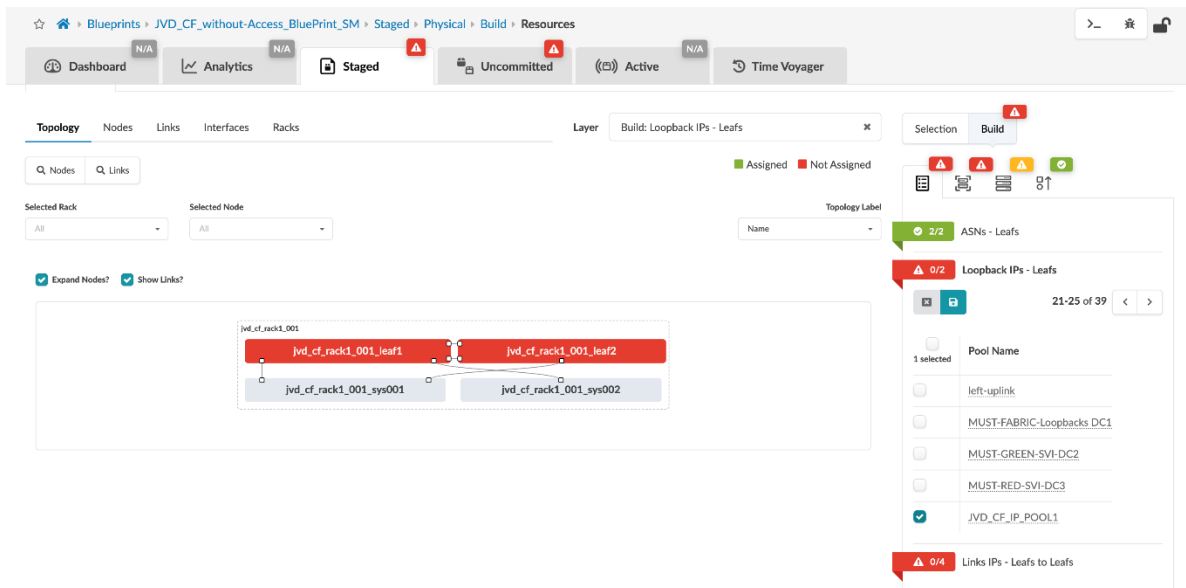 Blueprints JVD_CF_without-Access_BluePrint_SM Staged Physical Build Resources
N/A N/A N/A
Dashboard Analytics Staged Uncommitted Active Time Voyager
Topology Nodes Links Interfaces Racks
Layer Build: Loopback IPs - Leafs
Selection Build
Nodes Links
Assigned Not Assigned
Selected Rack Selected Node Topology Label
All All Name
Expand Nodes? Show Links?
jvd_cf_rack1_001
jvd_cf_rack1_001_leaf1 jvd_cf_rack1_001_leaf2
jvd_cf_rack1_001_sys001 jvd_cf_rack1_001_sys002
2/2 ASNs - Leafs
0/2 Loopback IPs - Leafs
21-25 of 39
1 selected Pool Name
left-uplink
MUST-FABRIC-Loopbacks DC1
MUST-GREEN-SVI-DC2
MUST-RED-SVI-DC3
JVD_CF_IP_POOL1
0/4 Links IPs - Leafs to Leafs